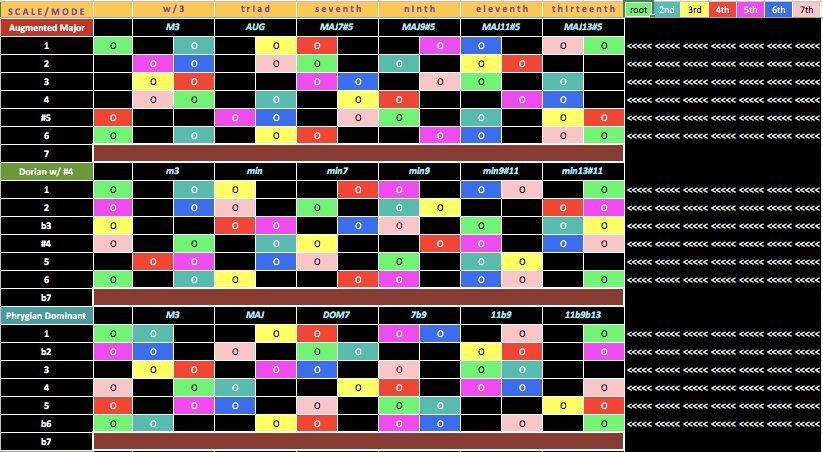 SCALE/MODE w/3 triad seventh ninth eleventh thirteenth root 2nd 3rd 4th 5th 6th 7th
Augmented Major M3 AUG MAJ7#5 MAJ9#5 MAJ11#5 MAJ13#5
1 O O O O O O O O <<<<< <<<<< <<<<< <<<<< <<<<< <<<<< <<<<<
2 O O O O O O O <<<<< <<<<< <<<<< <<<<< <<<<< <<<<< <<<<<
3 O O O O O O O <<<<< <<<<< <<<<< <<<<< <<<<< <<<<< <<<<<
4 O O O O O O O <<<<< <<<<< <<<<< <<<<< <<<<< <<<<< <<<<<
#5 O O O O O O O O <<<<< <<<<< <<<<< <<<<< <<<<< <<<<< <<<<<
6 O O O O O O O O <<<<< <<<<< <<<<< <<<<< <<<<< <<<<< <<<<<
7
Dorian w/ #4 m3 min min7 min9 min9#11 min13#11
1 O O O O O O O O <<<<< <<<<< <<<<< <<<<< <<<<< <<<<< <<<<<
2 O O O O O O O O <<<<< <<<<< <<<<< <<<<< <<<<< <<<<< <<<<<
b3 O O O O O O O O <<<<< <<<<< <<<<< <<<<< <<<<< <<<<< <<<<<
#4 O O O O O O O O <<<<< <<<<< <<<<< <<<<< <<<<< <<<<< <<<<<
5 O O O O O O O <<<<< <<<<< <<<<< <<<<< <<<<< <<<<< <<<<<
6 O O O O O O O O <<<<< <<<<< <<<<< <<<<< <<<<< <<<<< <<<<<
b7
Phrygian Dominant M3 MAJ DOM7 7b9 11b9 11b9b13
1 O O O O O O O O <<<<< <<<<< <<<<< <<<<< <<<<< <<<<< <<<<<
b2 O O O O O O O O <<<<< <<<<< <<<<< <<<<< <<<<< <<<<< <<<<<
3 O O O O O O O <<<<< <<<<< <<<<< <<<<< <<<<< <<<<< <<<<<
4 O O O O O O O O <<<<< <<<<< <<<<< <<<<< <<<<< <<<<< <<<<<
5 O O O O O O O O <<<<< <<<<< <<<<< <<<<< <<<<< <<<<< <<<<<
b6 O O O O O O O O <<<<< <<<<< <<<<< <<<<< <<<<< <<<<< <<<<<
b7